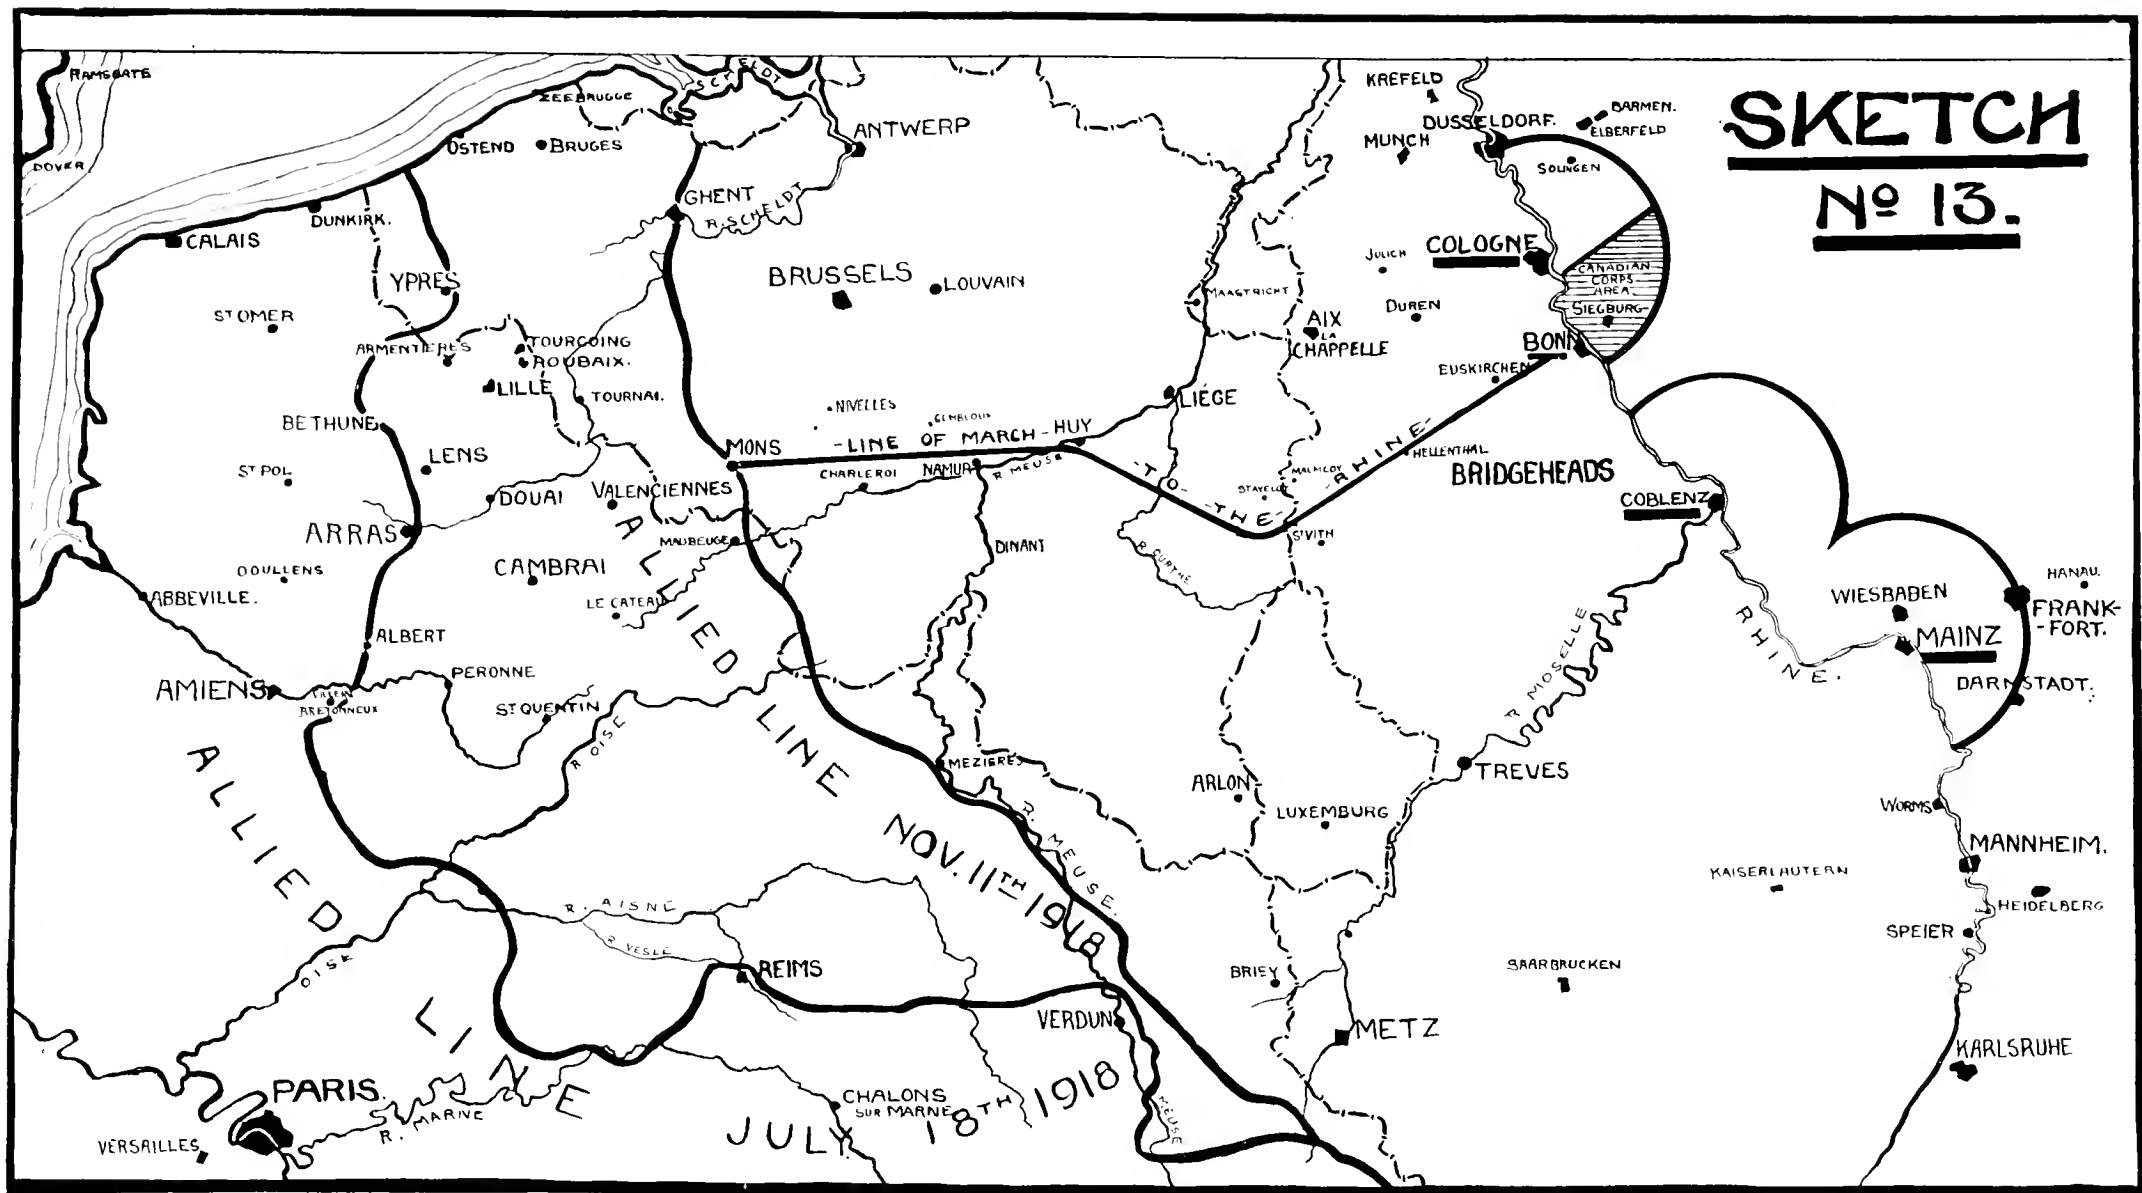 SKETCH
Nº 13.
RAMSGATE
DOVER
ZEEBRUGGE
SCHELDT
OSTEND
BRUGES
ANTWERP
KREFELD
DUSSELDORF.
BARMEN.
ELBERFELD
MUNCH
SOLINGEN
DUNKIRK.
CALAIS
GHENT
R. SCHELDT
YPRES
BRUSSELS
LOUVAIN
MAASTRICHT
JULICH
COLOGNE
CANADIAN
CORPS
AREA
SIEGBURG
ST OMER
ARMENTIERES
TOURCOING
ROUBAIX.
LILLE
TOURNAI.
AIX
LA
CHAPPELLE
DUREN
BONN
EUSKIRCHEN
BETHUNE
NIVELLES
GEMBLOUX
LIÉGE
LENS
ST POL
MONS
-LINE OF MARCH-
HUY
-TO-THE-RHINE-
CHARLEROI
NAMUR
R MEUSE
HELLENTHAL
MALMEDY
STAVELOT
ST VITH
BRIDGEHEADS
COBLENZ
DOUAI
VALENCIENNES
ARRAS
MAUBEUGE
DINANT
R. OURTHE
DOULLENS
CAMBRAI
LE CATEAU
ABBEVILLE.
ALBERT
PERONNE
AMIENS
VILLERS
BRETONNEUX
ST QUENTIN
R OISE
WIESBADEN
HANAU.
FRANK-
-FORT.
MAINZ
DARMSTADT.
RHINE.
R MOSELLE
MEZIERES
R. MEUSE.
ARLON
LUXEMBURG
TREVES
WORMS
MANNHEIM.
KAISERLAUTERN
HEIDELBERG
SPEIER
ALLIED LINE NOV. 11TH 1918
R. AISNE
R VESLE
REIMS
OISE
BRIEY
SAARBRUCKEN
VERDUN
METZ
KARLSRUHE
PARIS.
R. MARNE
VERSAILLES
CHALONS
SUR MARNE
MEUSE
ALLIED LINE JULY 18TH 1918